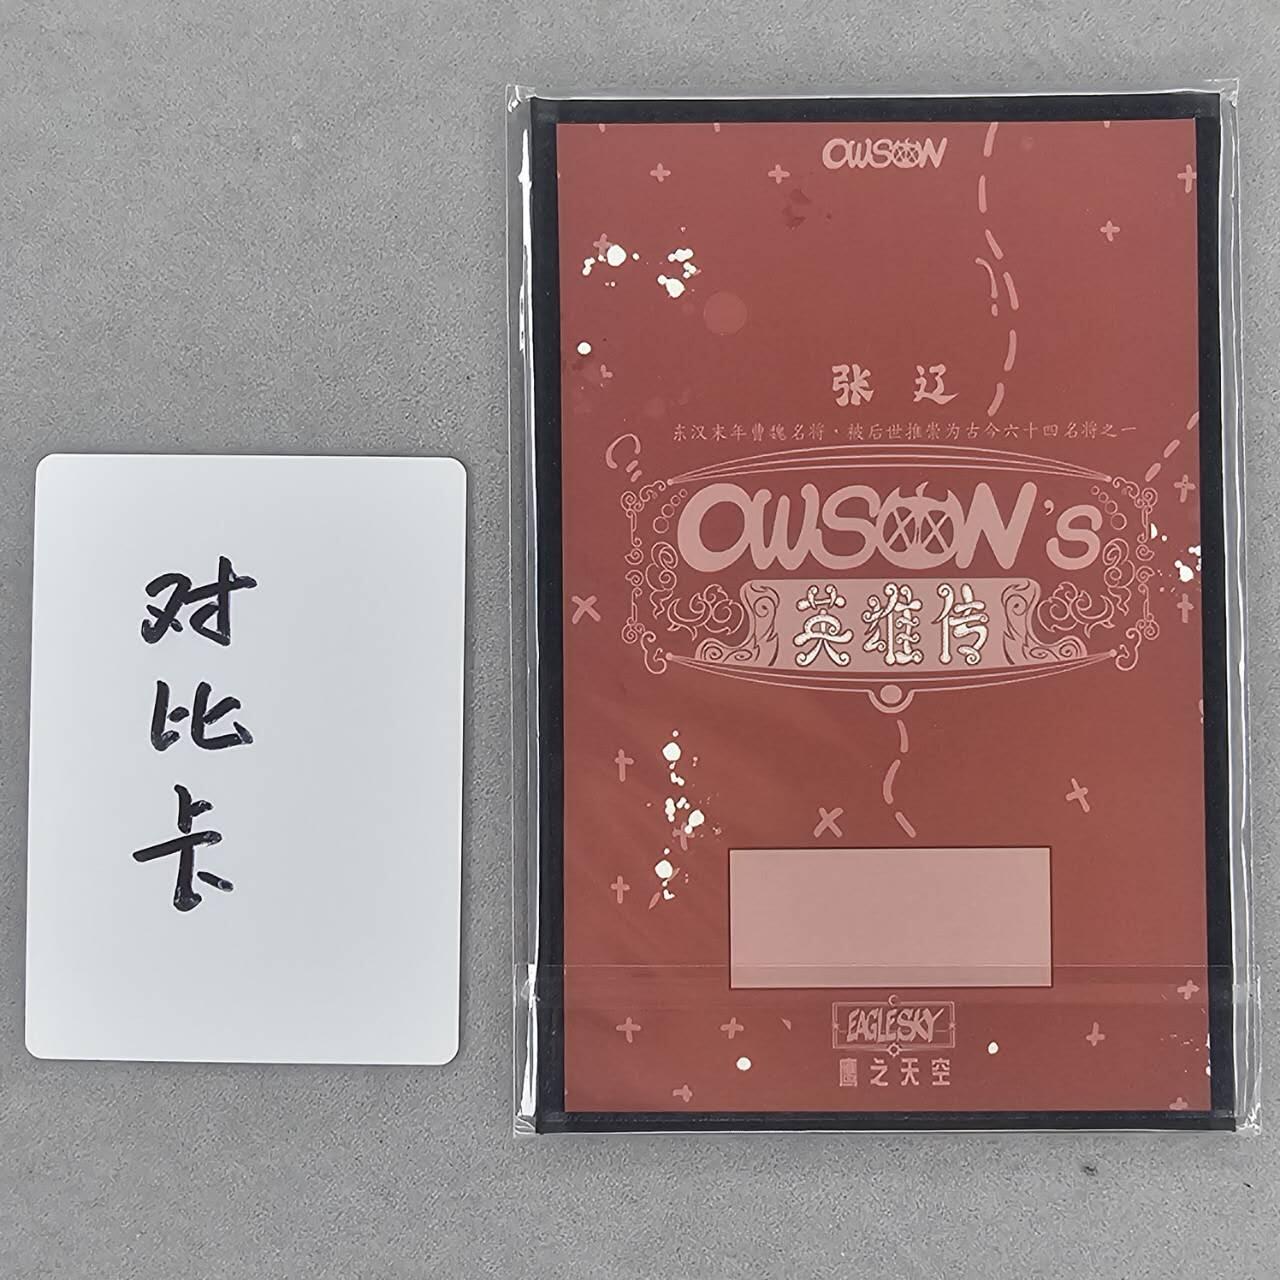 对
比
卡
OWSON
张辽
东汉末年曹魏名将·被后世推崇为古今六十四名将之一
OWSON's
英雄传
EAGLESKY
鹰之天空